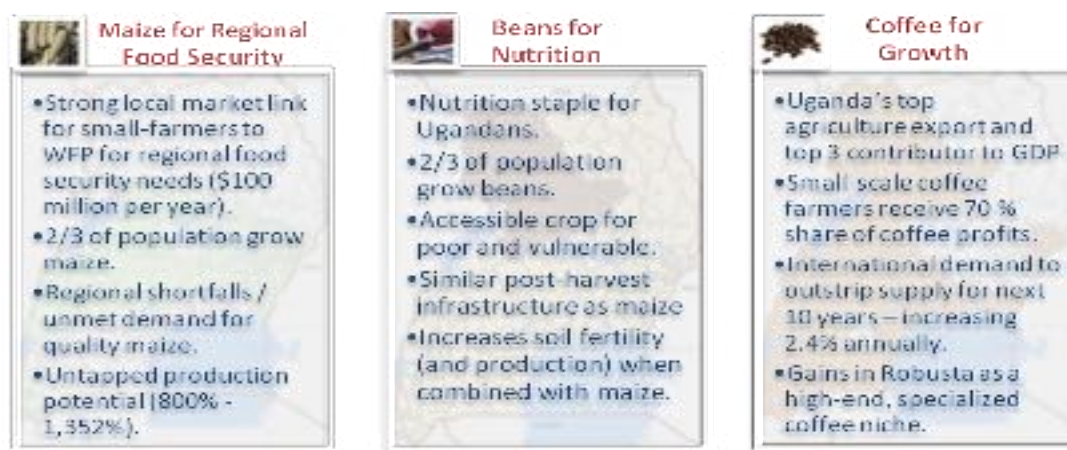 Maize for Regional
Food Security
•Strong local market link
for small-farmers to
WFP for regional food
security needs ($100
million per year).
•2/3 of population grow
maize.
•Regional shortfalls /
unmet demand for
quality maize.
•Untapped production
potential (800% -
1,352%).
Beans for
Nutrition
•Nutrition staple for
Ugandans.
•2/3 of population
grow beans.
•Accessible crop for
poor and vulnerable.
•Similar post-harvest
infrastructure as maize
•Increases soil fertility
(and production) when
combined with maize.
Coffee for
Growth
•Uganda's top
agriculture export and
top 3 contributor to GDP
•Small scale coffee
farmers receive 70 %
share of coffee profits.
•International demand to
outstrip supply for next
10 years – increasing
2.4% annually.
•Gains in Robusta as a
high-end, specialized
coffee niche.